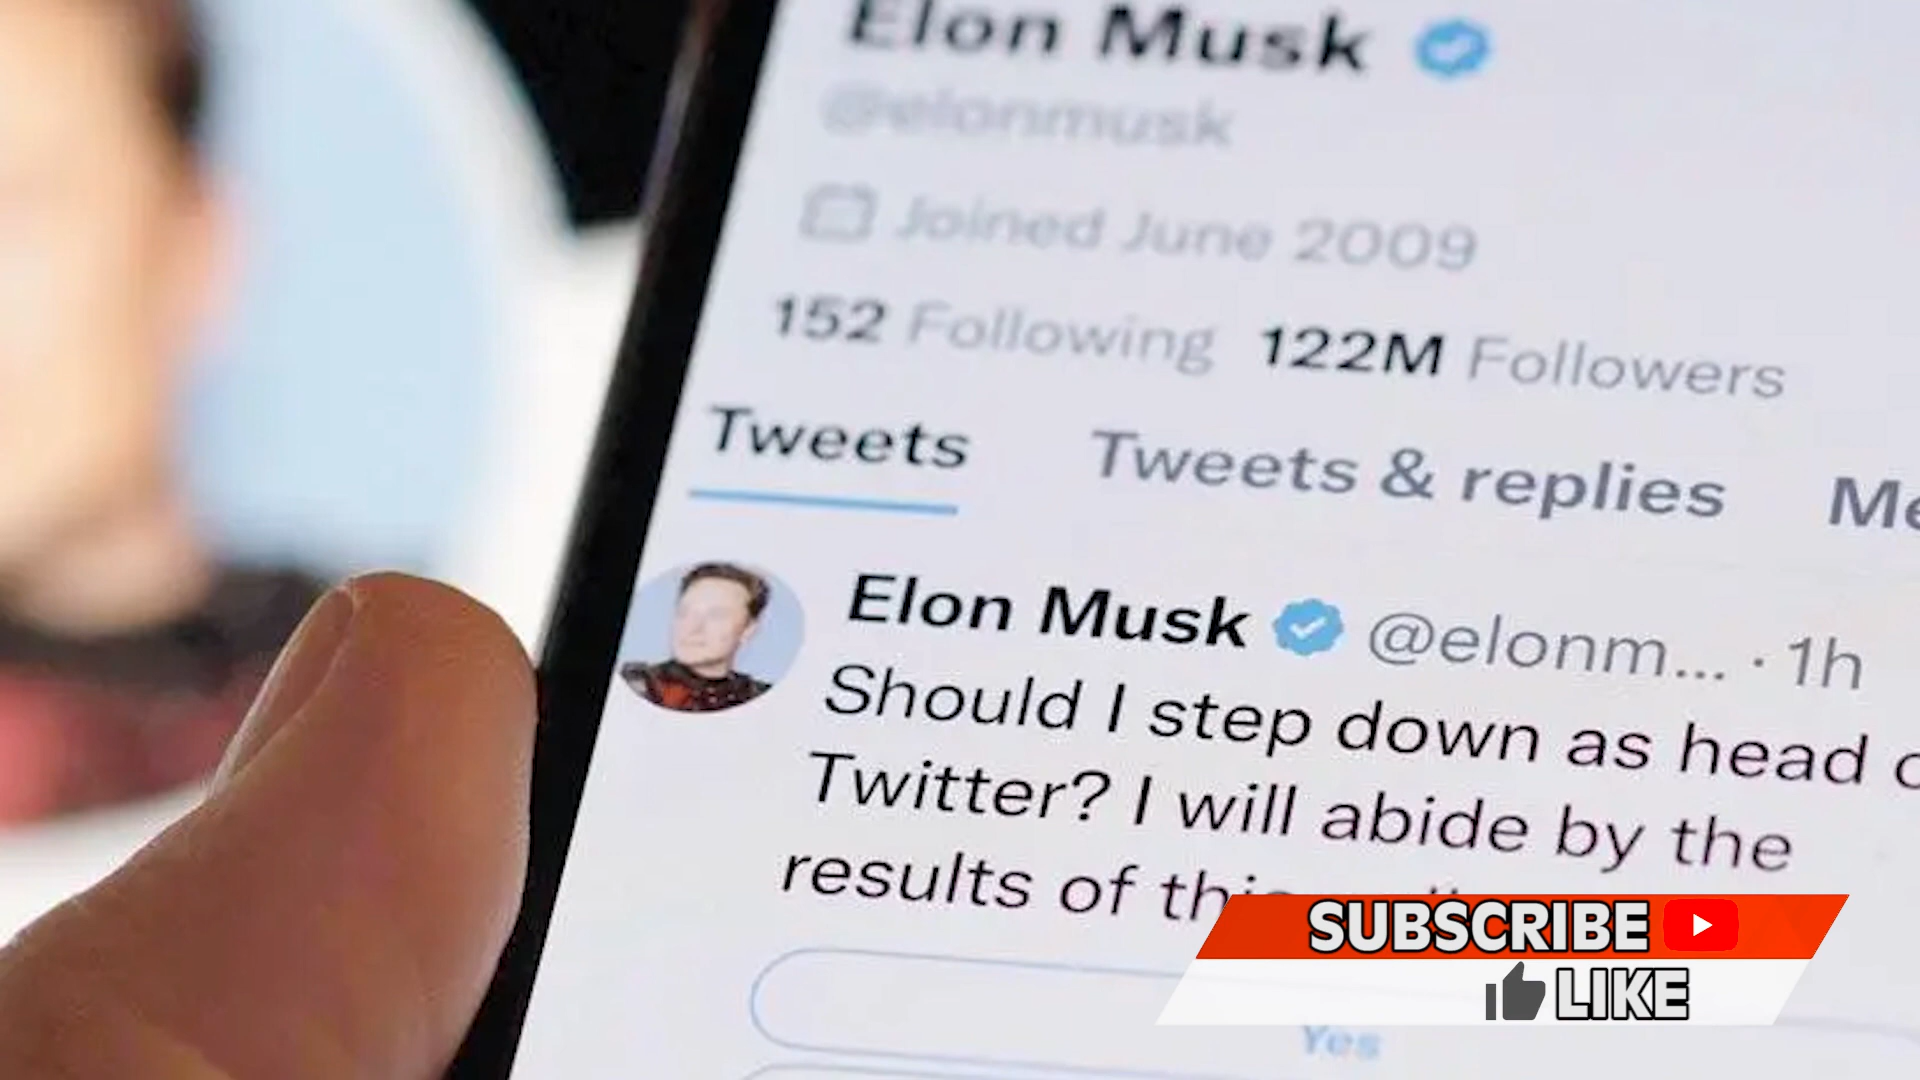 Elon Musk
@elonmusk
Joined June 2009
152 Following 122M Followers
Tweets Tweets & replies
Elon Musk @elonm... · 1h
Should I step down as head
Twitter? I will abide by the
results of
Yes
SUBSCRIBE
LIKE